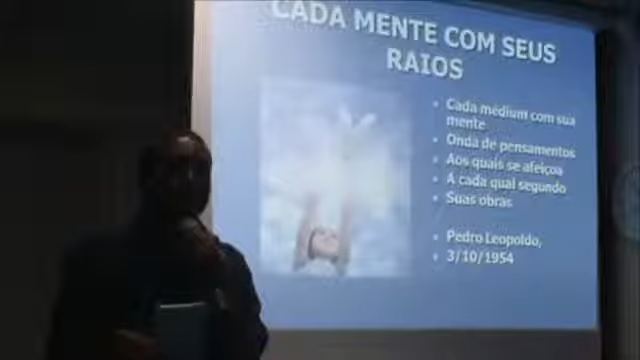 CADA MENTE COM SEUS
RAIOS
Cada médium com sua
mente
Onda de pensamentos
Aos quais se afeiçoa
A cada qual segundo
Suas obras
Pedro Leopoldo,
3/10/1954